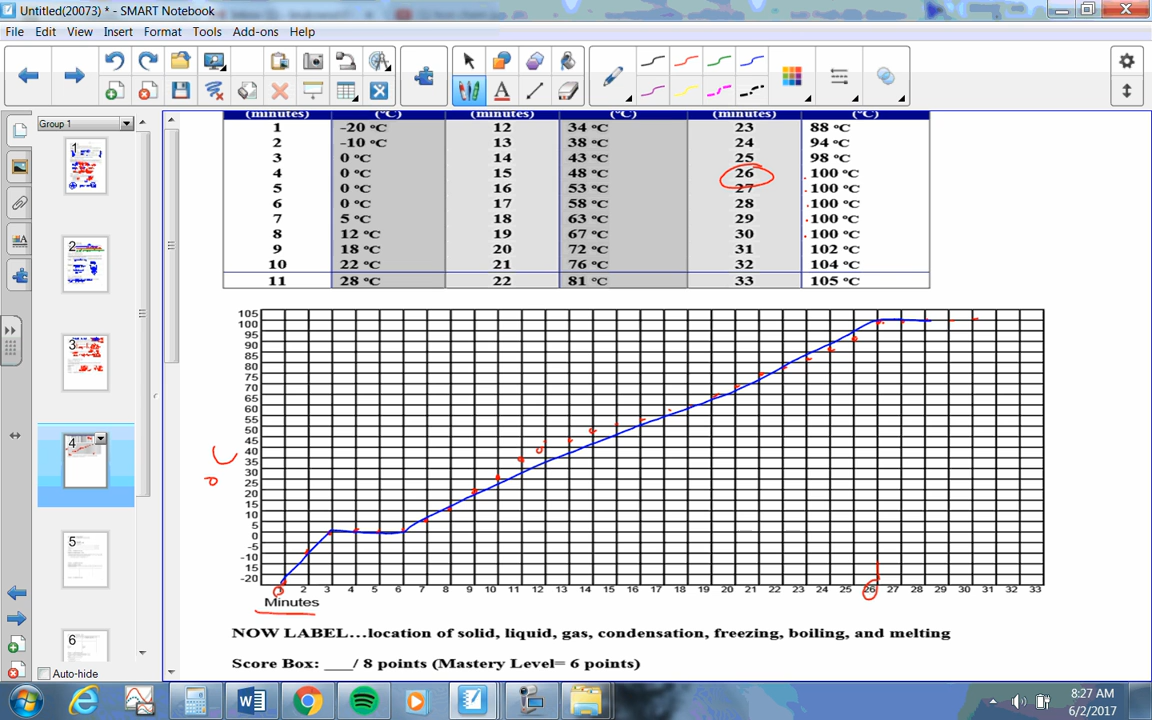 Untitled(20073) * - SMART Notebook
File Edit View Insert Format Tools Add-ons Help
Group 1
1
2
3
4
5
6
Auto-hide
(minutes) (°C) (minutes) (°C) (minutes) (°C)
1 -20 °C 12 34 °C 23 88 °C
2 -10 °C 13 38 °C 24 94 °C
3 0 °C 14 43 °C 25 98 °C
4 0 °C 15 48 °C 26 100 °C
5 0 °C 16 53 °C 27 100 °C
6 0 °C 17 58 °C 28 100 °C
7 5 °C 18 63 °C 29 100 °C
8 12 °C 19 67 °C 30 100 °C
9 18 °C 20 72 °C 31 102 °C
10 22 °C 21 76 °C 32 104 °C
11 28 °C 22 81 °C 33 105 °C
105
100
95
90
85
80
75
70
65
60
55
50
45
40
35
30
25
20
15
10
5
0
-5
-10
15
-20
°C
2 3 4 5 6 7 8 9 10 11 12 13 14 15 16 17 18 19 20 21 22 23 24 25 26 27 28 29 30 31 32 33
Minutes
NOW LABEL...location of solid, liquid, gas, condensation, freezing, boiling, and melting
Score Box: ___/ 8 points (Mastery Level= 6 points)
8:27 AM
6/2/2017